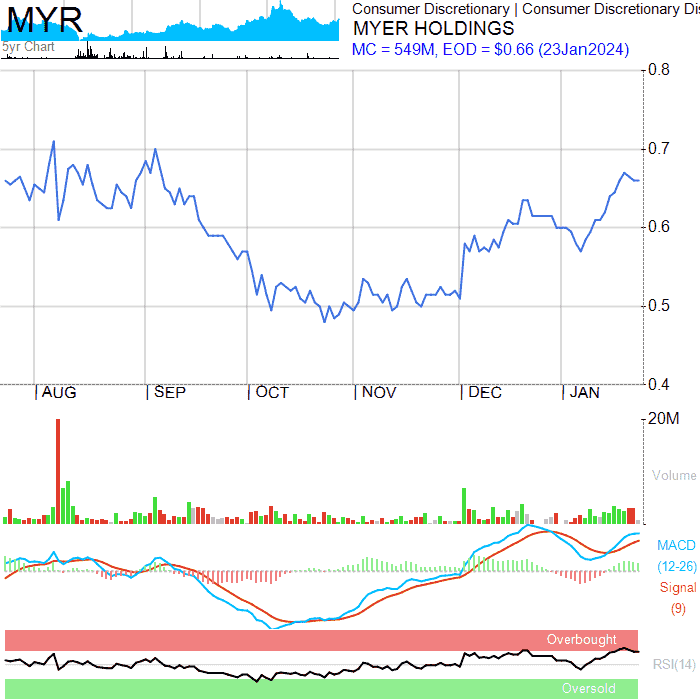 MYR
5yr Chart
Consumer Discretionary | Consumer Discretionary Dis
MYER HOLDINGS
MC = 549M, EOD = $0.66 (23Jan2024)
0.8
0.7
0.6
0.5
0.4
|AUG |SEP |OCT |NOV |DEC |JAN
20M
Volume
MACD
(12-26)
Signal
(9)
Overbought
RSI(14)
Oversold